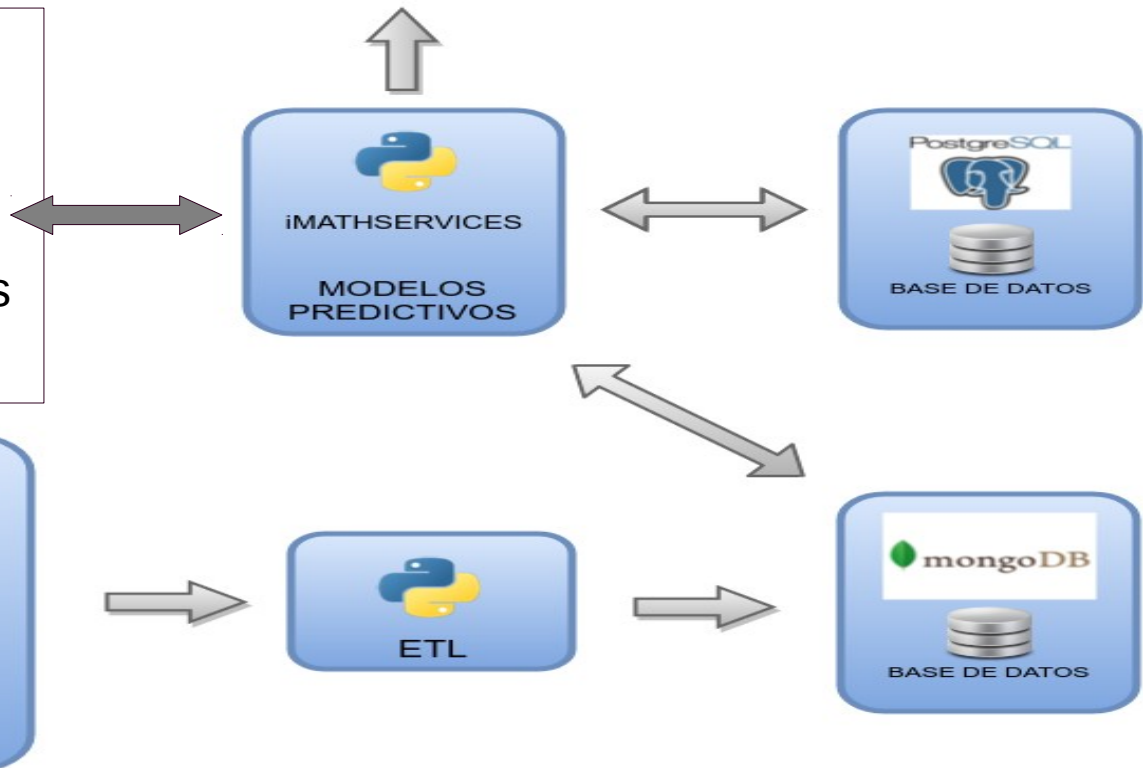 PostgreSQL
iMATHSERVICES
S
MODELOS
PREDICTIVOS
BASE DE DATOS
mongoDB
ETL
BASE DE DATOS